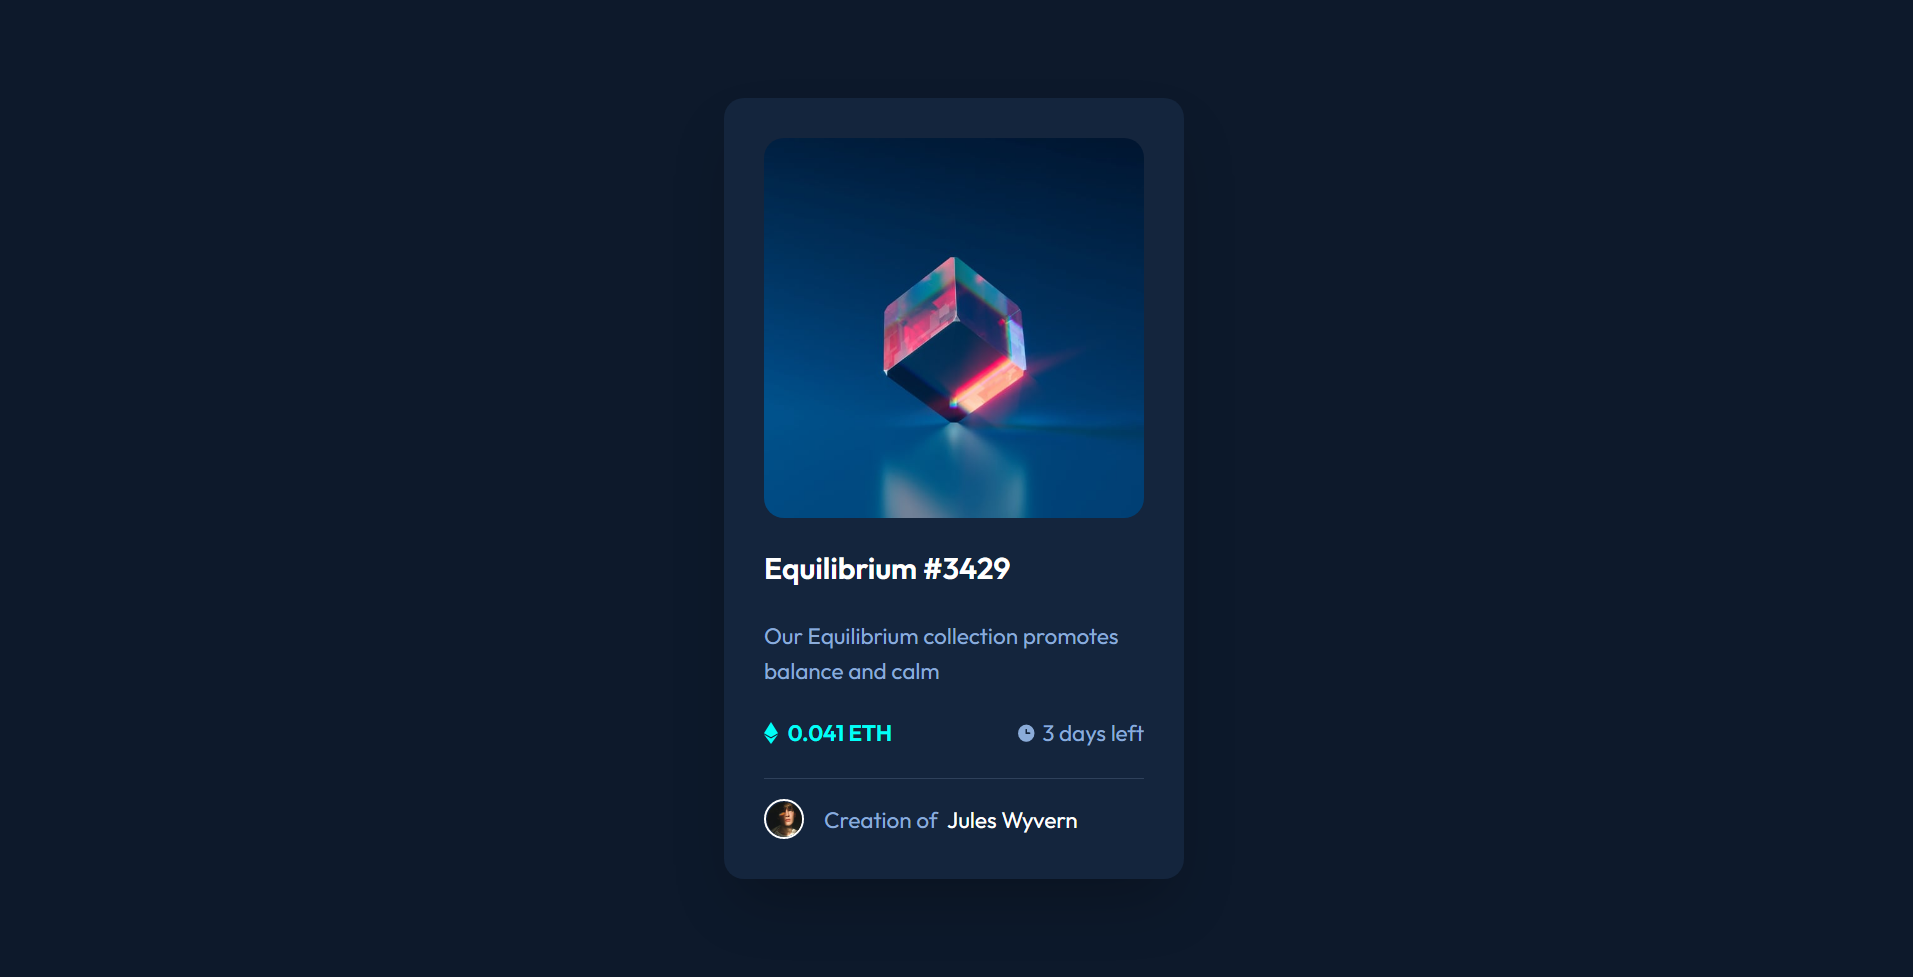 Equilibrium #3429
Our Equilibrium collection promotes
balance and calm
0.041 ETH 3 days left
Creation of Jules Wyvern